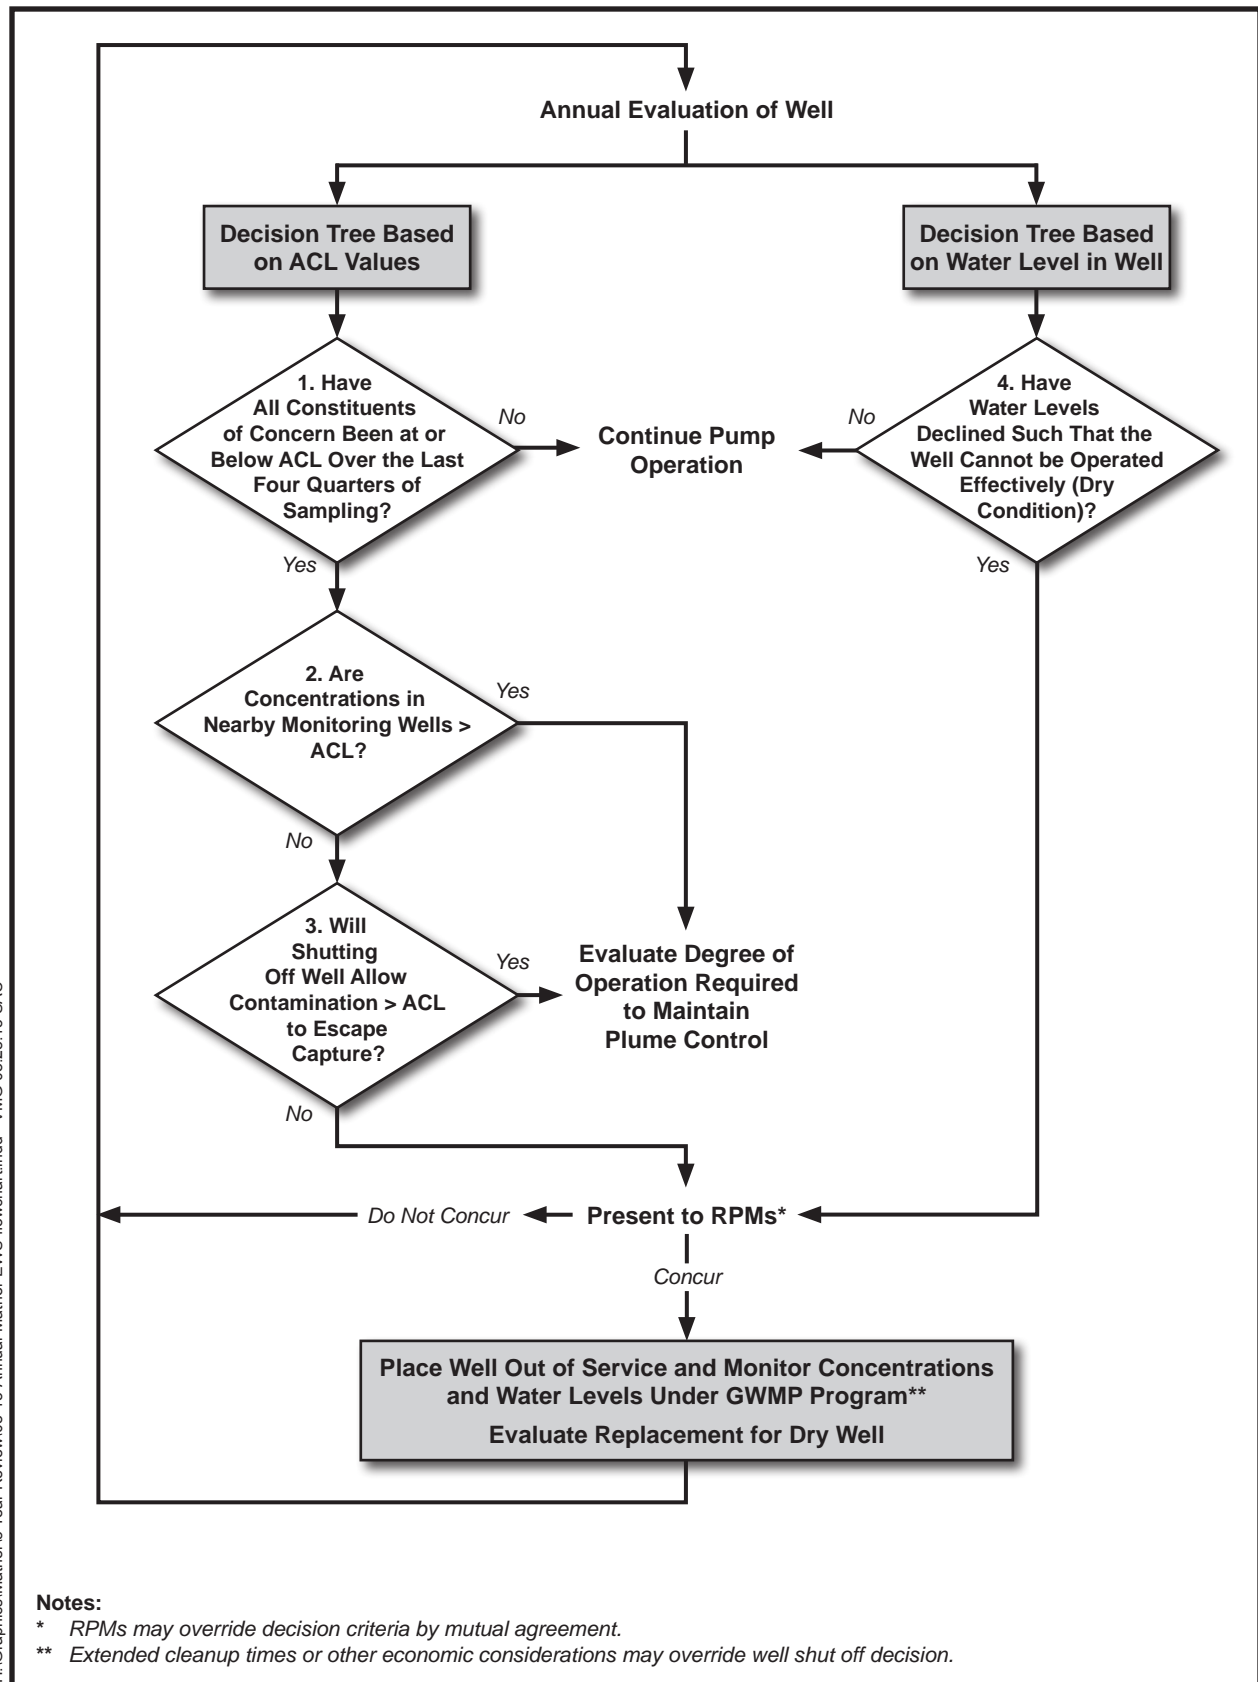 Annual Evaluation of Well
Decision Tree Based
on ACL Values
Decision Tree Based
on Water Level in Well
1. Have
All Constituents
of Concern Been at or
Below ACL Over the Last
Four Quarters of
Sampling?
No
Continue Pump
Operation
No
4. Have
Water Levels
Declined Such That the
Well Cannot be Operated
Effectively (Dry
Condition)?
Yes
Yes
2. Are
Concentrations in
Nearby Monitoring Wells >
ACL?
Yes
No
3. Will
Shutting
Off Well Allow
Contamination > ACL
to Escape
Capture?
Yes
Evaluate Degree of
Operation Required
to Maintain
Plume Control
No
Do Not Concur
Present to RPMs*
Concur
Place Well Out of Service and Monitor Concentrations
and Water Levels Under GWMP Program**
Evaluate Replacement for Dry Well
Notes:
* RPMs may override decision criteria by mutual agreement.
** Extended cleanup times or other economic considerations may override well shut off decision.